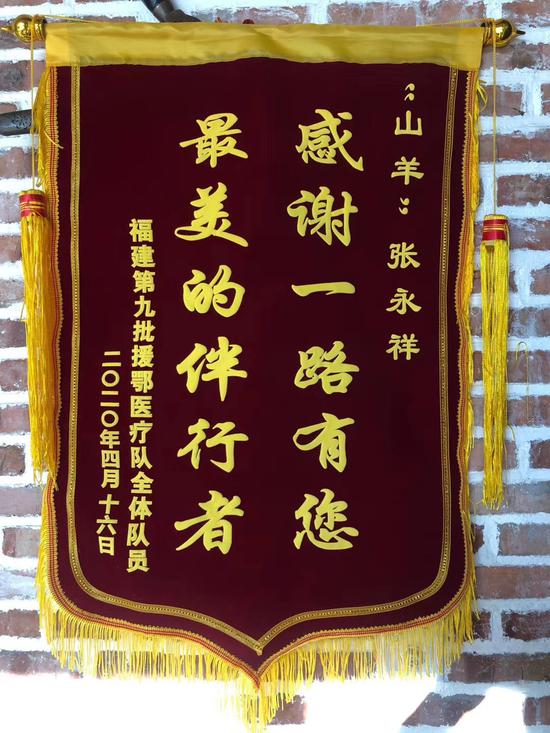 “山羊” 张永祥
感谢一路有您
最美的伴行者
福建第九批援鄂医疗队全体队员
二〇二〇年四月十六日